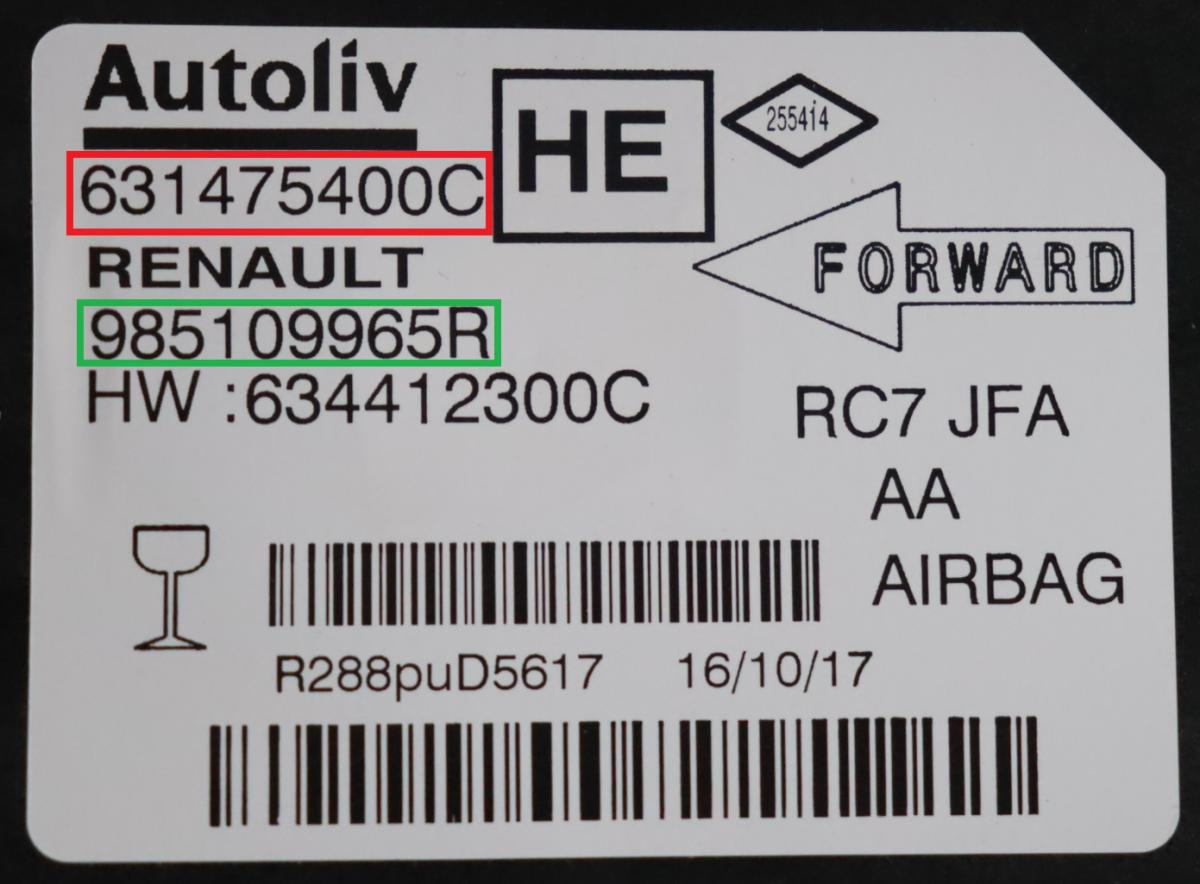 Autoliv
HE
255414
631475400C
RENAULT
FORWARD
985109965R
HW :634412300C
RC7 JFA
AA
AIRBAG
R288puD5617 16/10/17